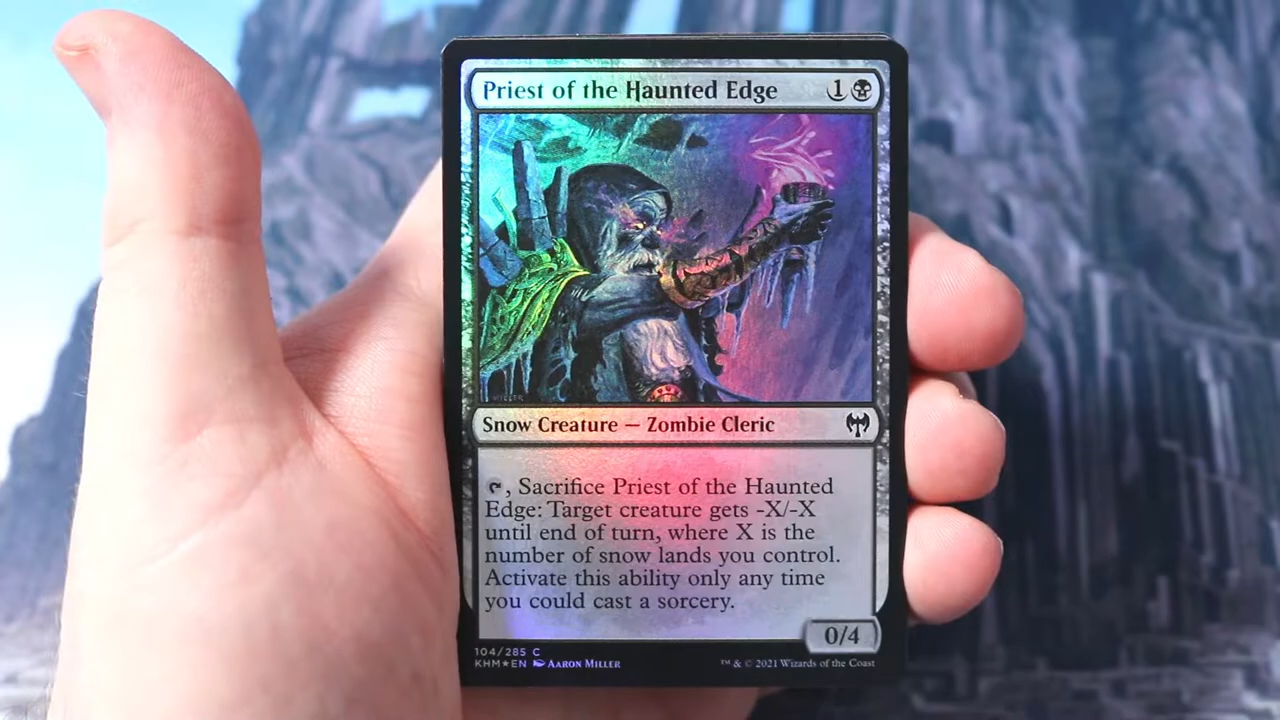 Priest of the Haunted Edge 1
MILLER
Snow Creature — Zombie Cleric
, Sacrifice Priest of the Haunted
Edge: Target creature gets -X/-X
until end of turn, where X is the
number of snow lands you control.
Activate this ability only any time
you could cast a sorcery.
0/4
104/285 C
KHM★EN AARON MILLER
™ & © 2021 Wizards of the Coast